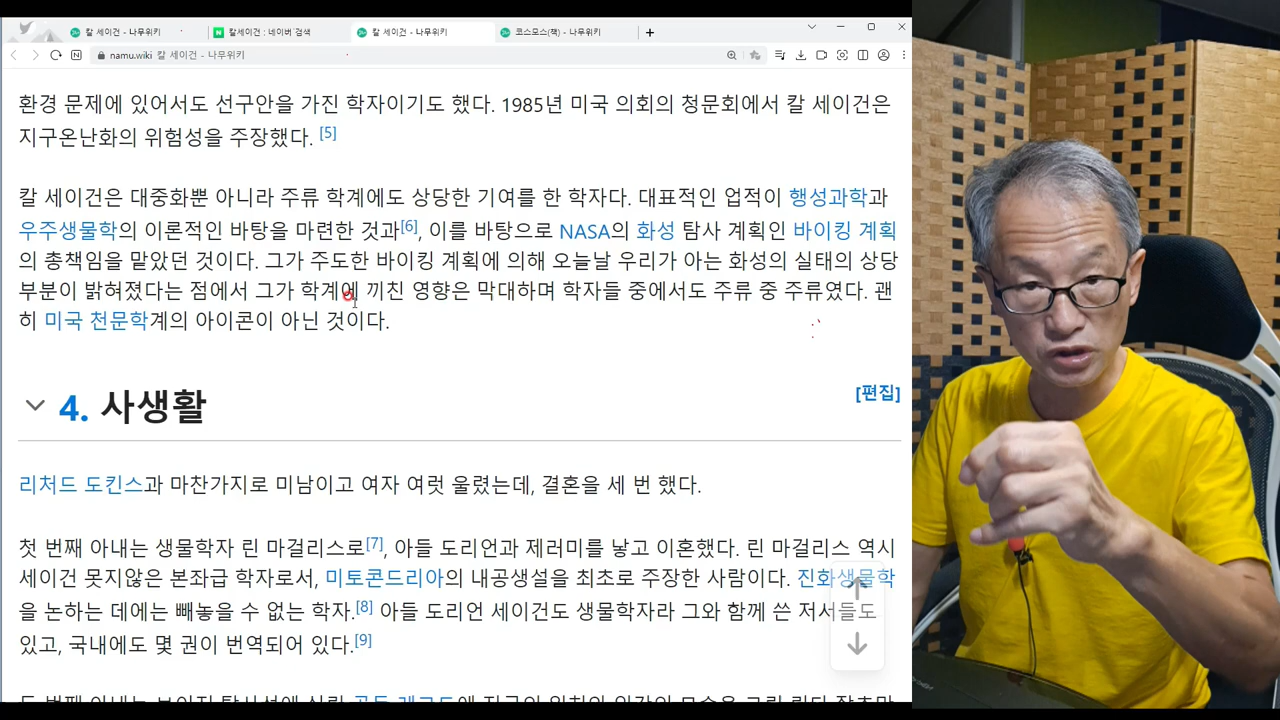 칼 세이건 - 나무위키
칼세이건 : 네이버 검색
칼 세이건 - 나무위키
코스모스(책) - 나무위키
namu.wiki 칼 세이건 - 나무위키
환경 문제에 있어서도 선구안을 가진 학자이기도 했다. 1985년 미국 의회의 청문회에서 칼 세이건은
지구온난화의 위험성을 주장했다. [5]
칼 세이건은 대중화뿐 아니라 주류 학계에도 상당한 기여를 한 학자다. 대표적인 업적이 행성과학과
우주생물학의 이론적인 바탕을 마련한 것과[6], 이를 바탕으로 NASA의 화성 탐사 계획인 바이킹 계획
의 총책임을 맡았던 것이다. 그가 주도한 바이킹 계획에 의해 오늘날 우리가 아는 화성의 실태의 상당
부분이 밝혀졌다는 점에서 그가 학계에 끼친 영향은 막대하며 학자들 중에서도 주류 중 주류였다. 괜
히 미국 천문학계의 아이콘이 아닌 것이다.
4. 사생활
[편집]
리처드 도킨스과 마찬가지로 미남이고 여자 여럿 울렸는데, 결혼을 세 번 했다.
첫 번째 아내는 생물학자 린 마걸리스로[7], 아들 도리언과 제러미를 낳고 이혼했다. 린 마걸리스 역시
세이건 못지않은 본좌급 학자로서, 미토콘드리아의 내공생설을 최초로 주장한 사람이다. 진화생물학
을 논하는 데에는 빼놓을 수 없는 학자.[8] 아들 도리언 세이건도 생물학자라 그와 함께 쓴 저서들도
있고, 국내에도 몇 권이 번역되어 있다.[9]